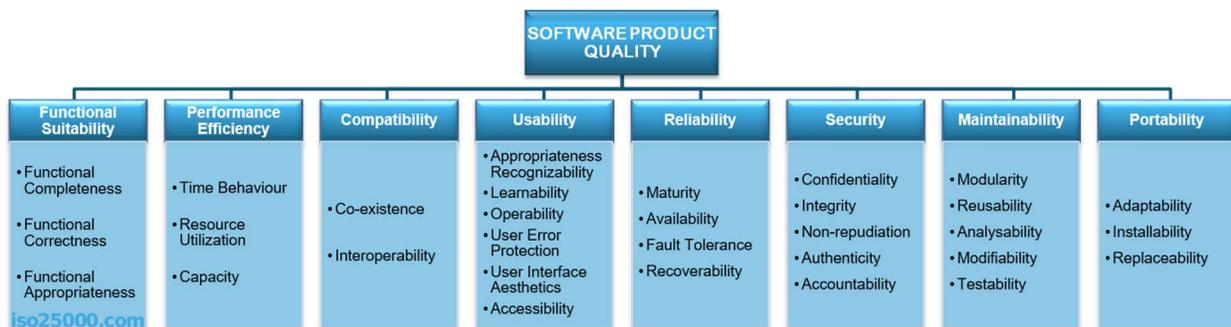 SOFTWARE PRODUCT
QUALITY
Functional
Suitability
• Functional
Completeness
• Functional
Correctness
• Functional
Appropriateness
Performance
Efficiency
• Time Behaviour
• Resource
Utilization
• Capacity
Compatibility
• Co-existence
• Interoperability
Usability
• Appropriateness
Recognizability
• Learnability
• Operability
• User Error
Protection
• User Interface
Aesthetics
• Accessibility
Reliability
• Maturity
• Availability
• Fault Tolerance
• Recoverability
Security
• Confidentiality
• Integrity
• Non-repudiation
• Authenticity
• Accountability
Maintainability
• Modularity
• Reusability
• Analysability
• Modifiability
• Testability
Portability
• Adaptability
• Installability
• Replaceability
iso25000.com